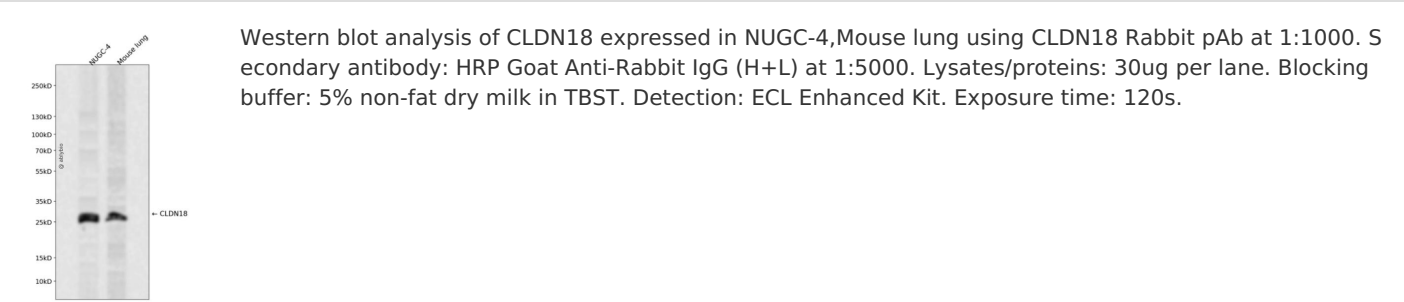 NUGC-4
Mouse lung
250kD
130kD
100kD
70kD
55kD
35kD
25kD
15kD
10kD
← CLDN18
Western blot analysis of CLDN18 expressed in NUGC-4,Mouse lung using CLDN18 Rabbit pAb at 1:1000. S
econdary antibody: HRP Goat Anti-Rabbit IgG (H+L) at 1:5000. Lysates/proteins: 30ug per lane. Blocking
buffer: 5% non-fat dry milk in TBST. Detection: ECL Enhanced Kit. Exposure time: 120s.